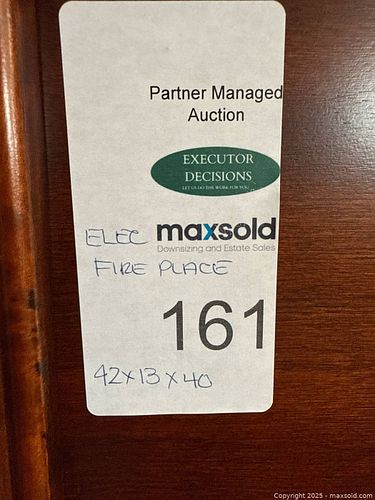 Partner Managed
Auction
EXECUTOR
DECISIONS
LET US DO THE WORK FOR YOU
ELEC maxsold
Downsizing and Estate Sales
FIRE PLACE
161
42x13x40
Copyright © 2025 - maxsold.com